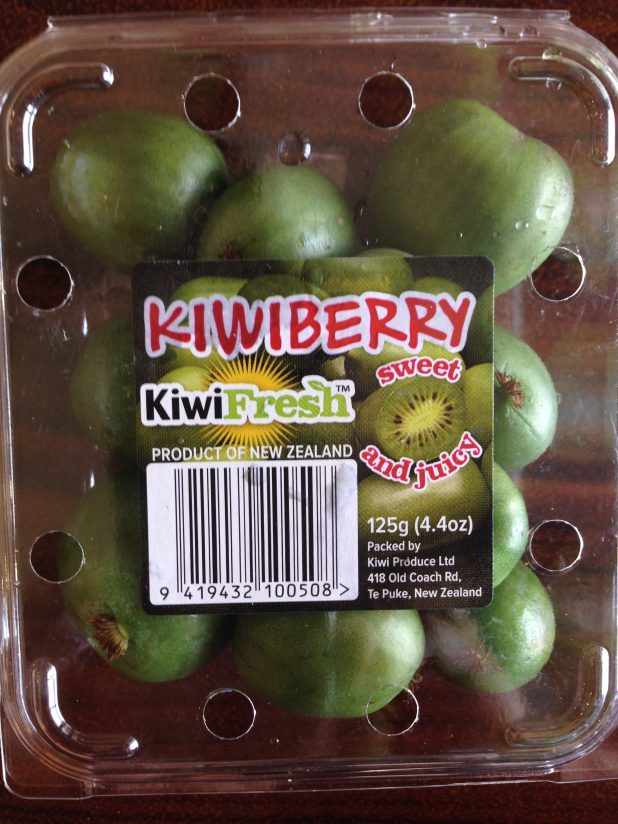 KIWIBERRY
sweet
KiwiFresh™
and juicy
PRODUCT OF NEW ZEALAND
9 419432 100508 >
125g (4.4oz)
Packed by
Kiwi Produce Ltd
418 Old Coach Rd,
Te Puke, New Zealand